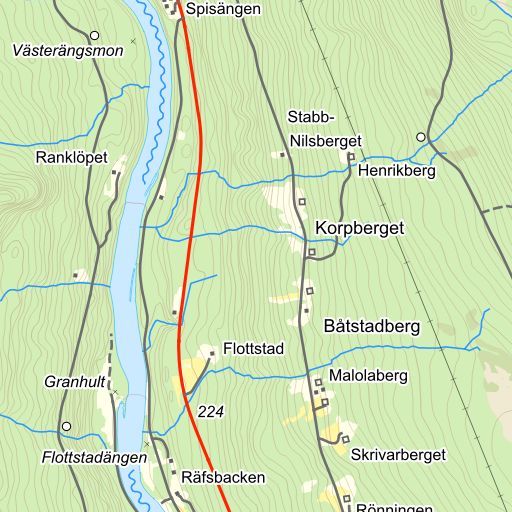 Spisängen
Västerängsmon
Stabb-
Nilsberget
Ranklöpet
Henrikberg
Korpberget
Båtstadberg
Flottstad
Malolaberg
Granhult
224
Skrivarberget
Flottstadängen
Räfsbacken
Rönningen